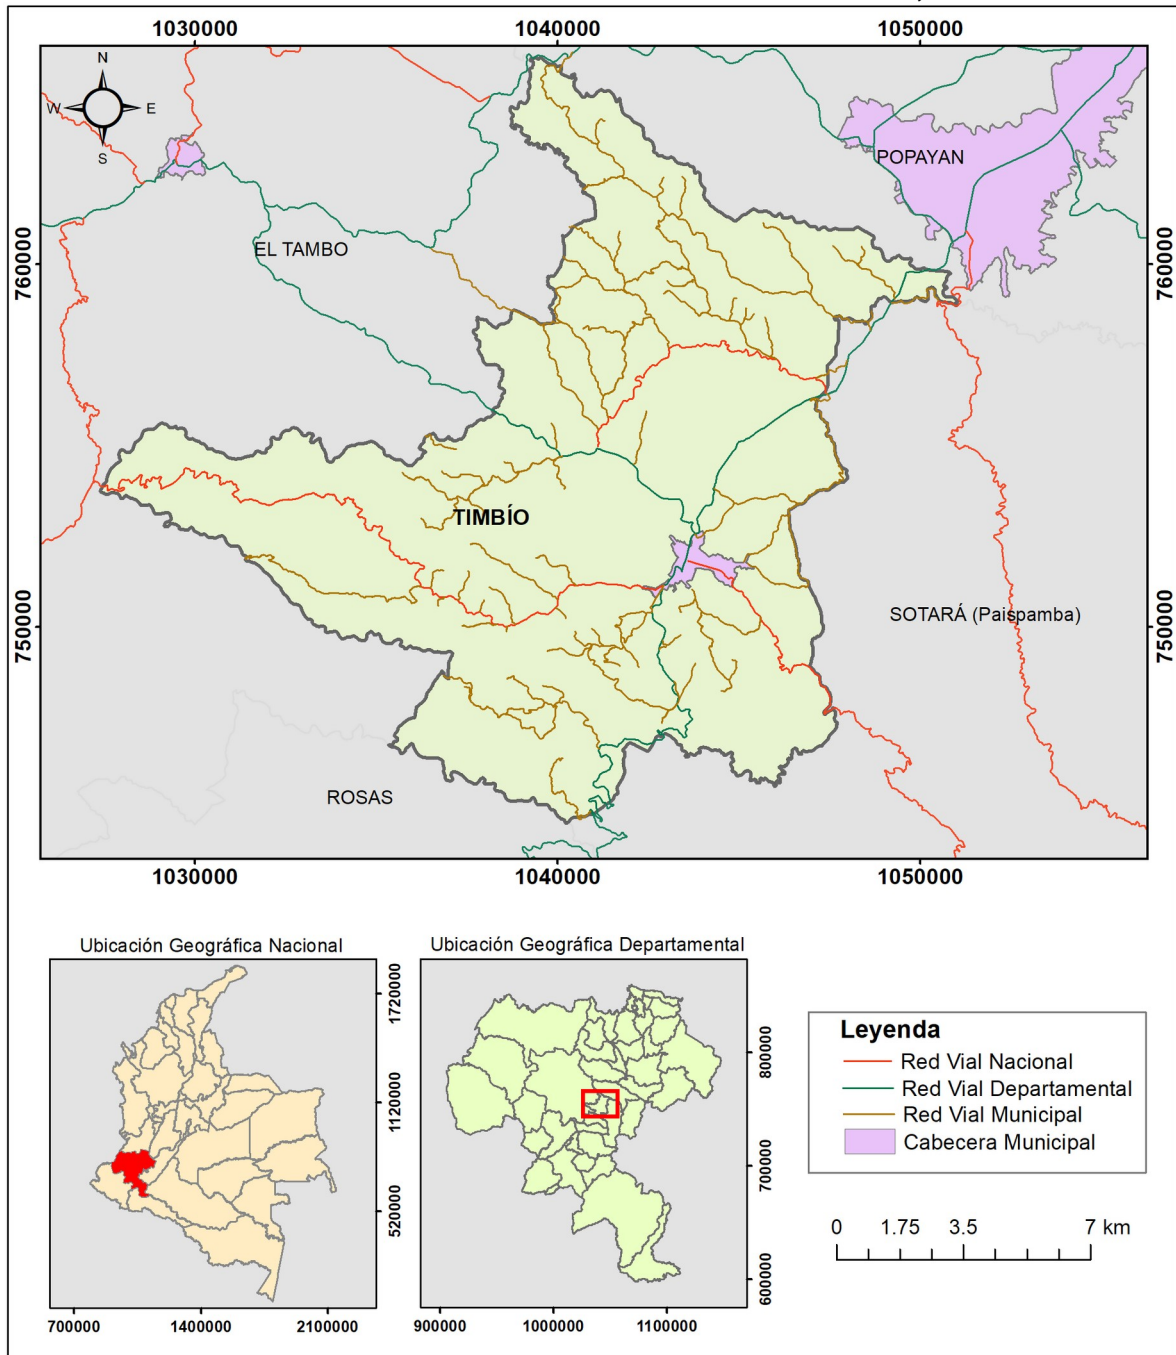 1030000 1040000 1050000
N
W E
S
POPAYAN
EL TAMBO
760000 760000
TIMBÍO
SOTARÁ (Paispamba)
750000 750000
ROSAS
1030000 1040000 1050000
Ubicación Geográfica Nacional
1720000
1120000
520000
700000 1400000 2100000
Ubicación Geográfica Departamental
800000
700000
600000
900000 1000000 1100000
Leyenda
Red Vial Nacional
Red Vial Departamental
Red Vial Municipal
Cabecera Municipal
0 1.75 3.5 7 km